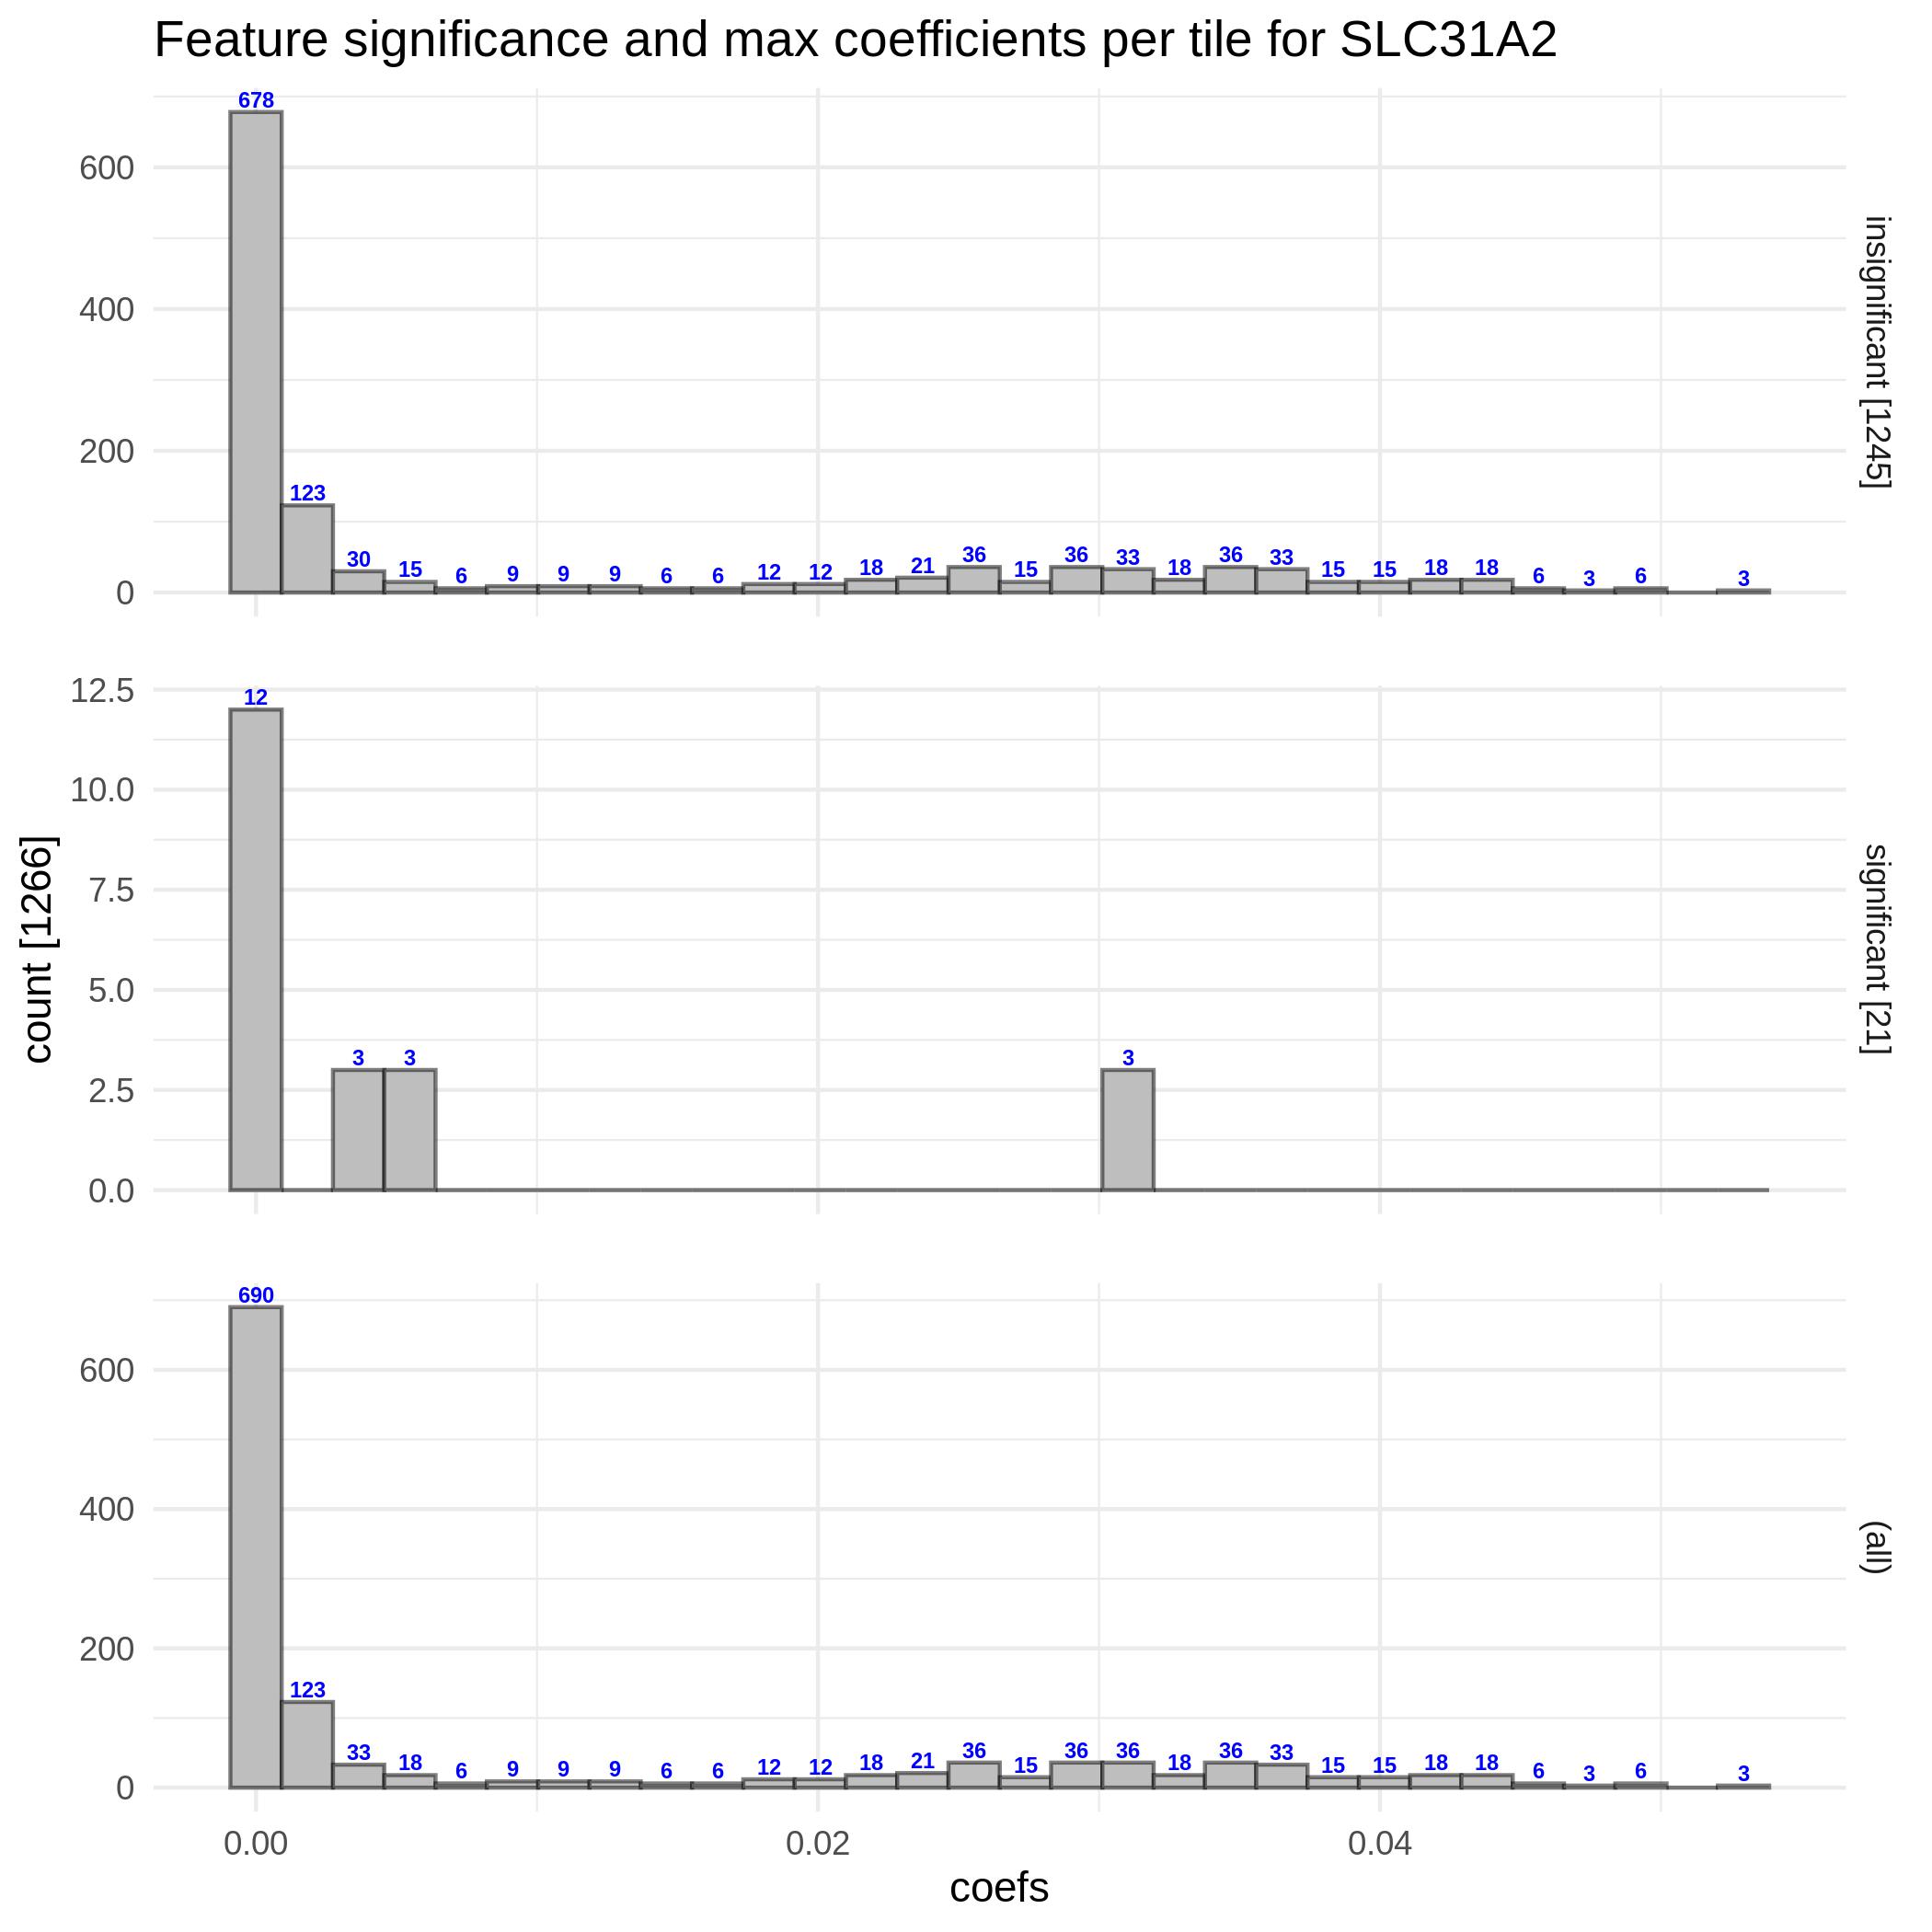 Feature significance and max coefficients per tile for SLC31A2
678
600
400
200
0
123 30 15 6 9 9 9 6 6 12 12 18 21 36 15 36 33 18 36 33 15 15 18 18 6 3 6 3
insignificant [1245]
12.5
10.0
7.5
5.0
2.5
0.0
12 3 3 3
significant [21]
count [1266]
690
600
400
200
0
123 33 18 6 9 9 9 6 6 12 12 18 21 36 15 36 36 18 36 33 15 15 18 18 6 3 6 3
(all)
0.00 0.02 0.04
coefs